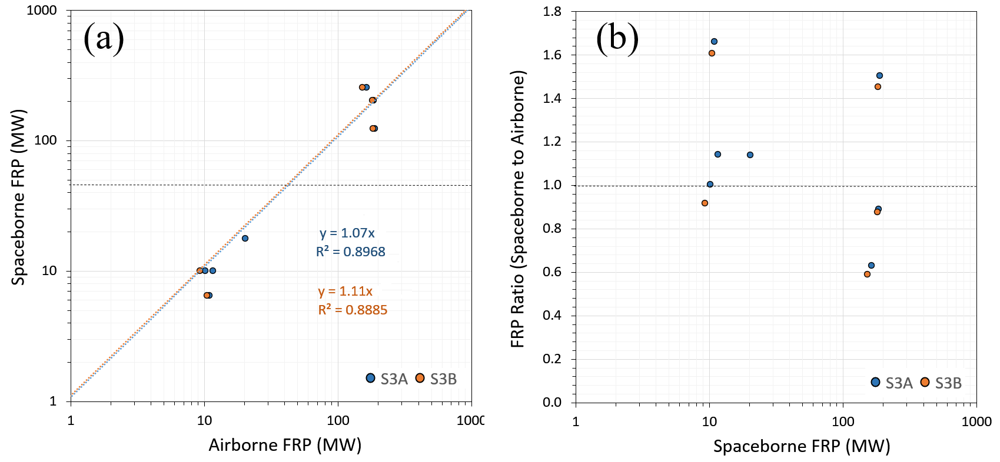 (a)
Spaceborne FRP (MW)
1000
100
10
1
y = 1.07x
R² = 0.8968
y = 1.11x
R² = 0.8885
S3A S3B
1 10 100 1000
Airborne FRP (MW)
(b)
FRP Ratio (Spaceborne to Airborne)
1.8
1.6
1.4
1.2
1.0
0.8
0.6
0.4
0.2
0.0
S3A S3B
1 10 100 1000
Spaceborne FRP (MW)